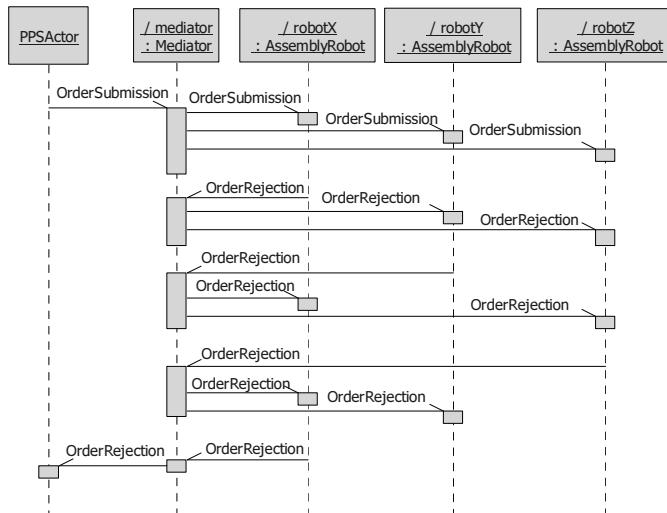 PPSActor
/ mediator
: Mediator
/ robotX
: AssemblyRobot
/ robotY
: AssemblyRobot
/ robotZ
: AssemblyRobot
OrderSubmission
OrderSubmission
OrderSubmission
OrderSubmission
OrderRejection
OrderRejection
OrderRejection
OrderRejection
OrderRejection
OrderRejection
OrderRejection
OrderRejection
OrderRejection
OrderRejection
OrderRejection